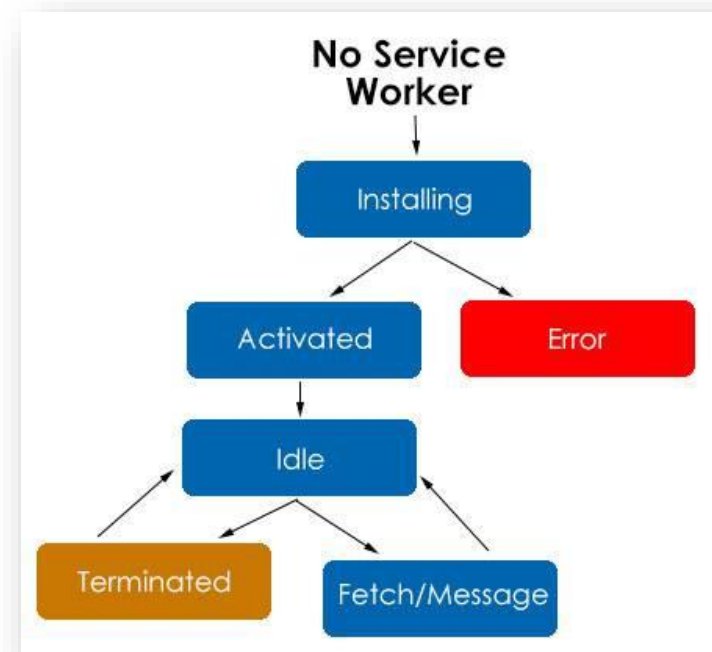 No Service
Worker
Installing
Activated
Error
Idle
Terminated
Fetch/Message